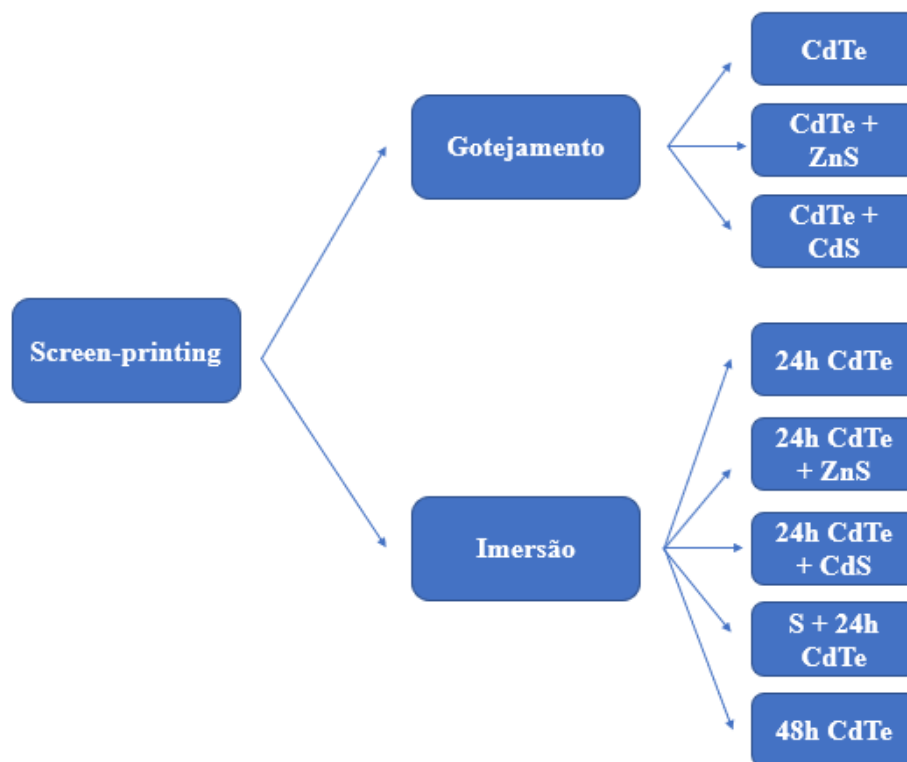 CdTe
Gotejamento
CdTe +
ZnS
CdTe +
CdS
Screen-printing
24h CdTe
24h CdTe
+ ZnS
Imersão
24h CdTe
+ CdS
S + 24h
CdTe
48h CdTe